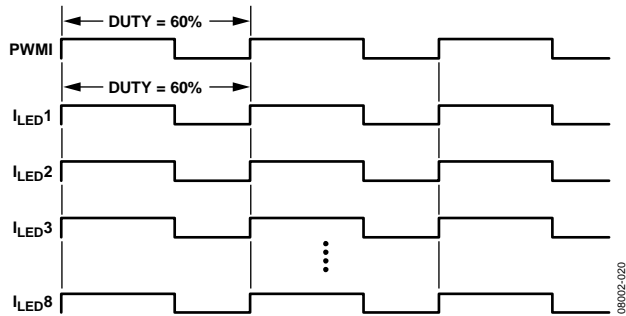 DUTY = 60%
PWMI
DUTY = 60%
ILED1
ILED2
ILED3
ILED8
08002-020